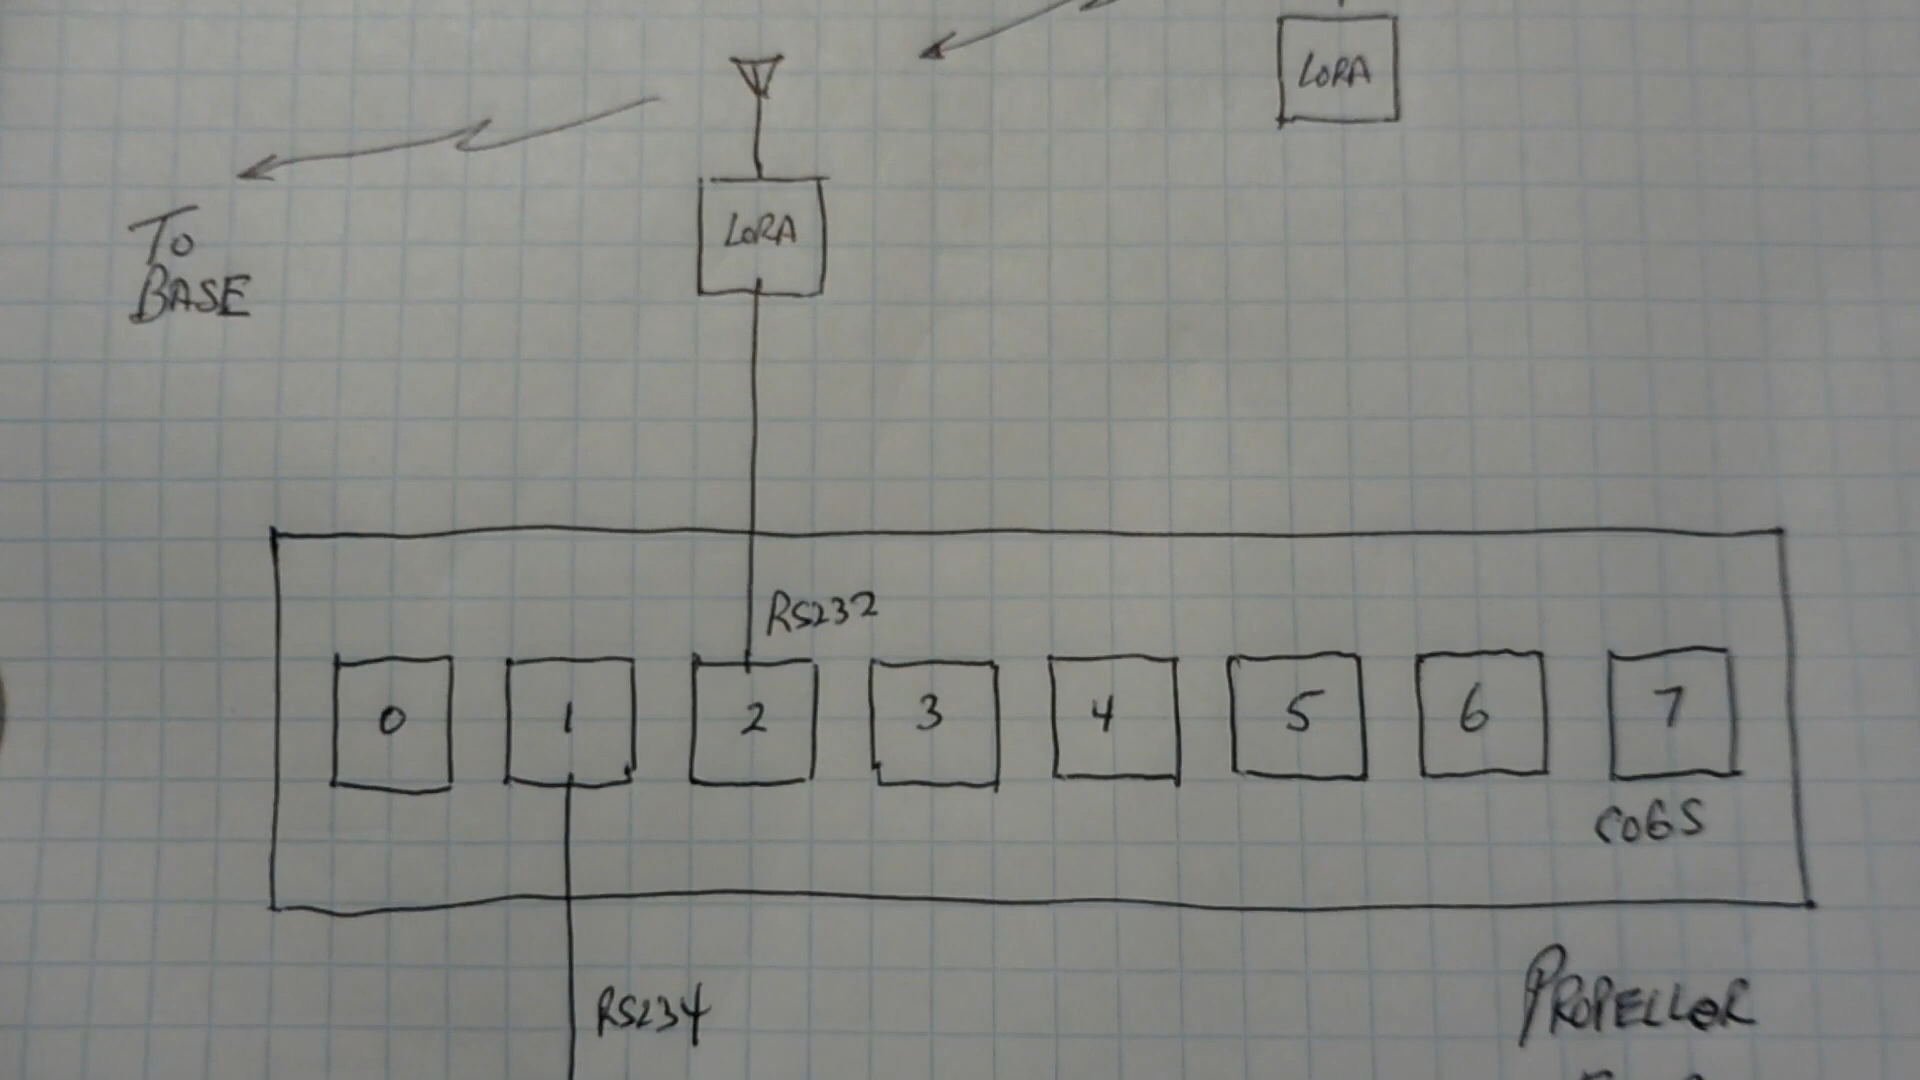 LORA
LORA
TO
BASE
RS232
0 1 2 3 4 5 6 7
COGS
PROPELLOR
RS234